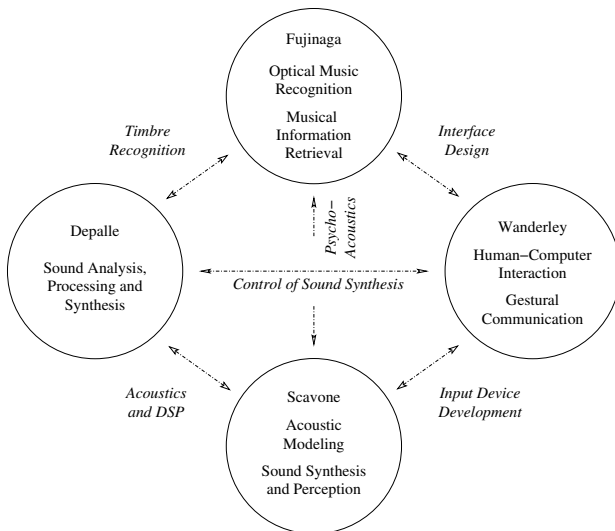 Fujinaga
Optical Music
Recognition
Musical
Information
Retrieval
Timbre
Recognition
Interface
Design
Psycho−
Acoustics
Depalle
Sound Analysis,
Processing and
Synthesis
Control of Sound Synthesis
Wanderley
Human−Computer
Interaction
Gestural
Communication
Acoustics
and DSP
Input Device
Development
Scavone
Acoustic
Modeling
Sound Synthesis
and Perception